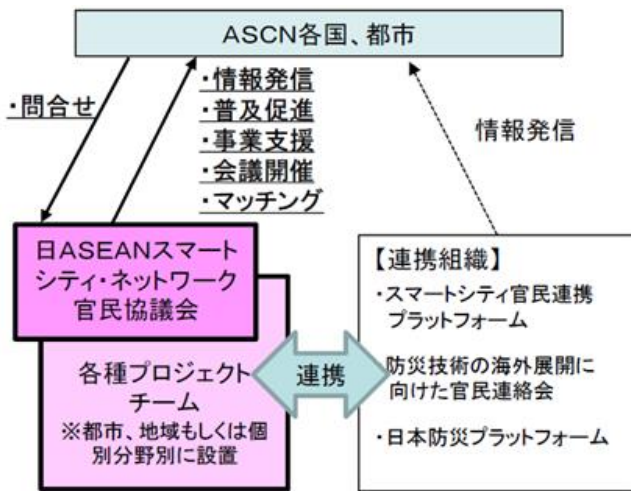 ASCN各国、都市
・問合せ
・情報発信
・普及促進
・事業支援
・会議開催
・マッチング
情報発信
日ASEANスマート
シティ・ネットワーク
官民協議会
各種プロジェクト
チーム
※都市、地域もしくは個
別分野別に設置
連携
【連携組織】
・スマートシティ官民連携
プラットフォーム
防災技術の海外展開に
向けた官民連絡会
・日本防災プラットフォーム